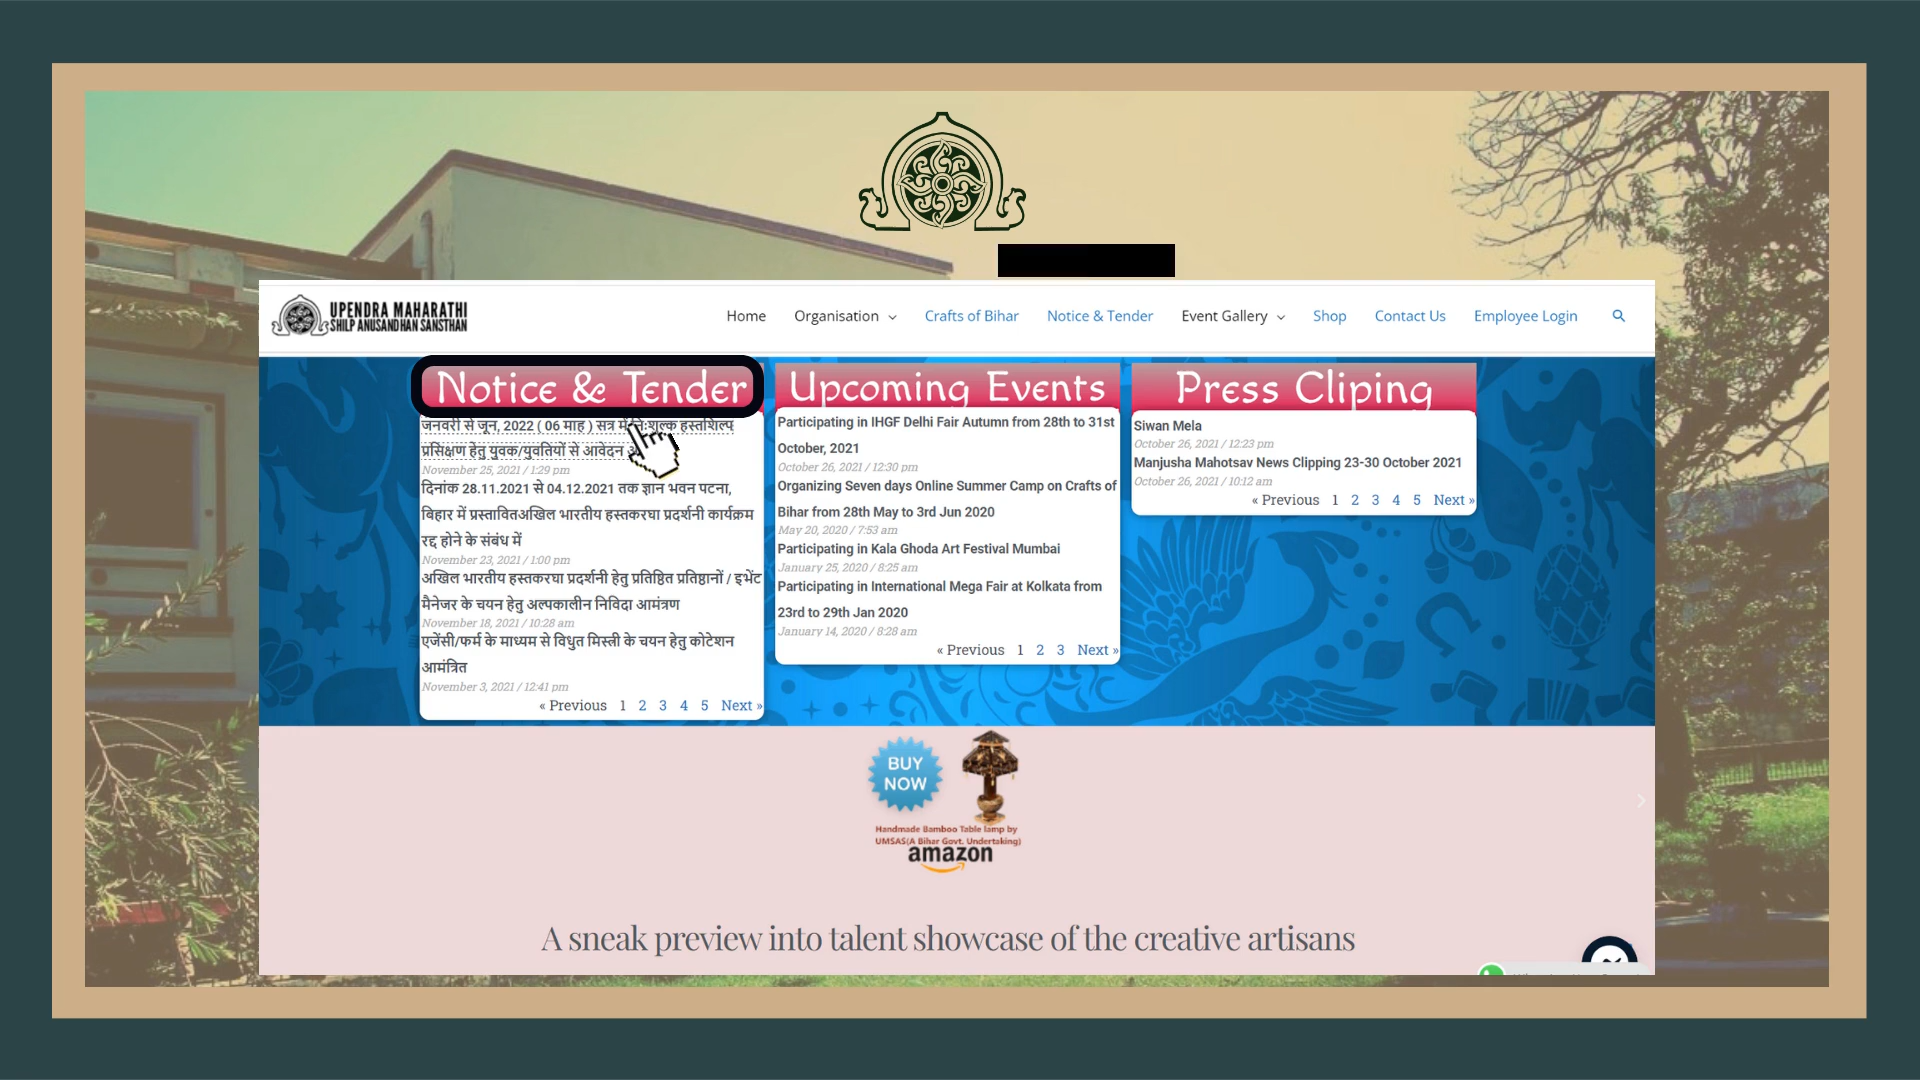 UPENDRA MAHARATHI
SHILP ANUSANDHAN SANSTHAN
Home Organisation Crafts of Bihar Notice & Tender Event Gallery Shop Contact Us Employee Login
Notice & Tender
जनवरी से जून, 2022 ( 06 माह ) सत्र में निःशुल्क हस्तशिल्प
प्रसिक्षण हेतु युवक/युवतियों से आवेदन
November 25, 2021 / 1:29 pm
दिनांक 28.11.2021 से 04.12.2021 तक ज्ञान भवन पटना,
बिहार में प्रस्तावितअखिल भारतीय हस्तकरघा प्रदर्शनी कार्यक्रम
रद्द होने के संबंध में
November 23, 2021 / 1:00 pm
अखिल भारतीय हस्तकरघा प्रदर्शनी हेतु प्रतिष्ठित प्रतिष्ठानों / इभेंट
मैनेजर के चयन हेतु अल्पकालीन निविदा आमंत्रण
November 18, 2021 / 10:28 am
एजेंसी/फर्म के माध्यम से विधुत मिस्त्री के चयन हेतु कोटेशन
आमंत्रित
November 3, 2021 / 12:41 pm
« Previous 1 2 3 4 5 Next »
Upcoming Events
Participating in IHGF Delhi Fair Autumn from 28th to 31st
October, 2021
October 26, 2021 / 12:30 pm
Organizing Seven days Online Summer Camp on Crafts of
Bihar from 28th May to 3rd Jun 2020
May 20, 2020 / 7:53 am
Participating in Kala Ghoda Art Festival Mumbai
January 25, 2020 / 8:25 am
Participating in International Mega Fair at Kolkata from
23rd to 29th Jan 2020
January 14, 2020 / 8:28 am
« Previous 1 2 3 Next »
Press Cliping
Siwan Mela
October 26, 2021 / 12:23 pm
Manjusha Mahotsav News Clipping 23-30 October 2021
October 26, 2021 / 10:12 am
« Previous 1 2 3 4 5 Next »
BUY
NOW
Handmade Bamboo Table lamp by
UMSAS(A Bihar Govt. Undertaking)
amazon
A sneak preview into talent showcase of the creative artisans